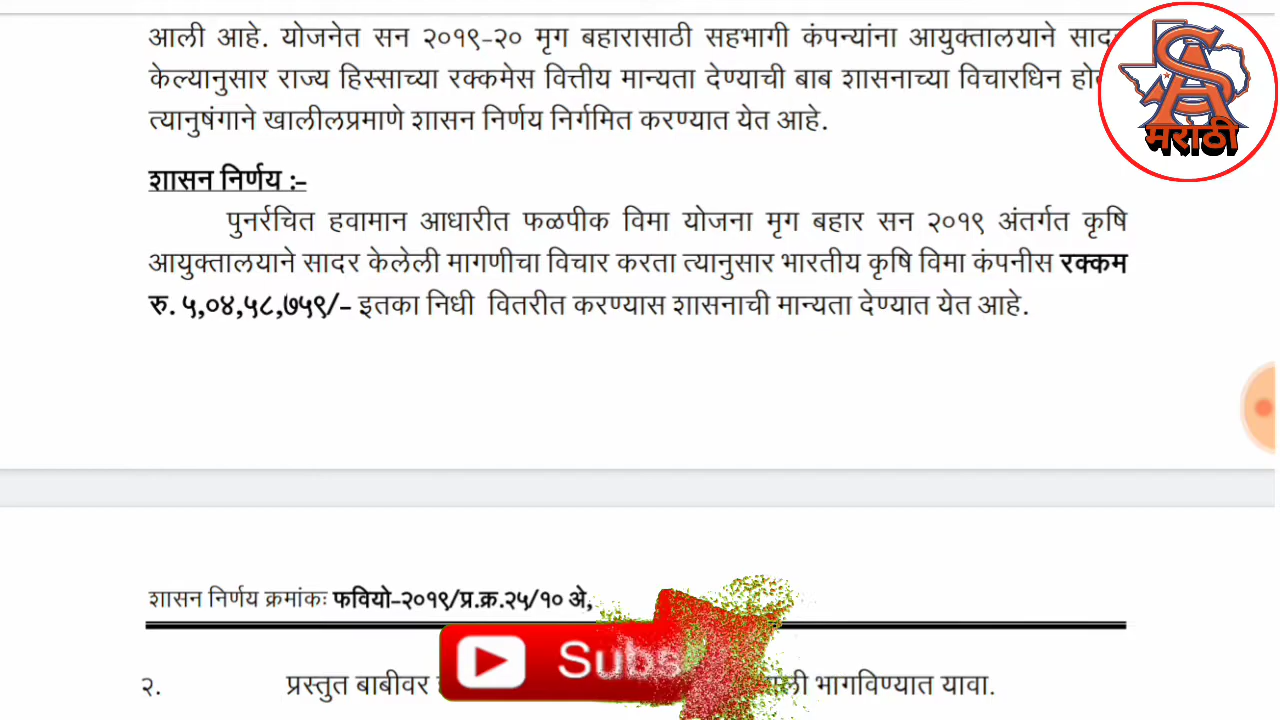 आली आहे. योजनेत सन २०१९-२० मृग बहारासाठी सहभागी कंपन्यांना आयुक्तालयाने
केल्यानुसार राज्य हिस्साच्या रक्कमेस वित्तीय मान्यता देण्याची बाब शासनाच्या विचारधिन
त्यानुषंगाने खालीलप्रमाणे शासन निर्णय निर्गमित करण्यात येत आहे.
SA
मराठी
शासन निर्णय :-
पुनर्रचित हवामान आधारीत फळपीक विमा योजना मृग बहार सन २०१९ अंतर्गत कृषि
आयुक्तालयाने सादर केलेली मागणीचा विचार करता त्यानुसार भारतीय कृषि विमा कंपनीस रक्कम
रु. ५,०४,५८,७५९/- इतका निधी वितरीत करण्यास शासनाची मान्यता देण्यात येत आहे.
शासन निर्णय क्रमांकः फवियो-२०१९/प्र.क्र.२५/१० अे,
Subs
२. प्रस्तुत बाबीवर भागविण्यात यावा.